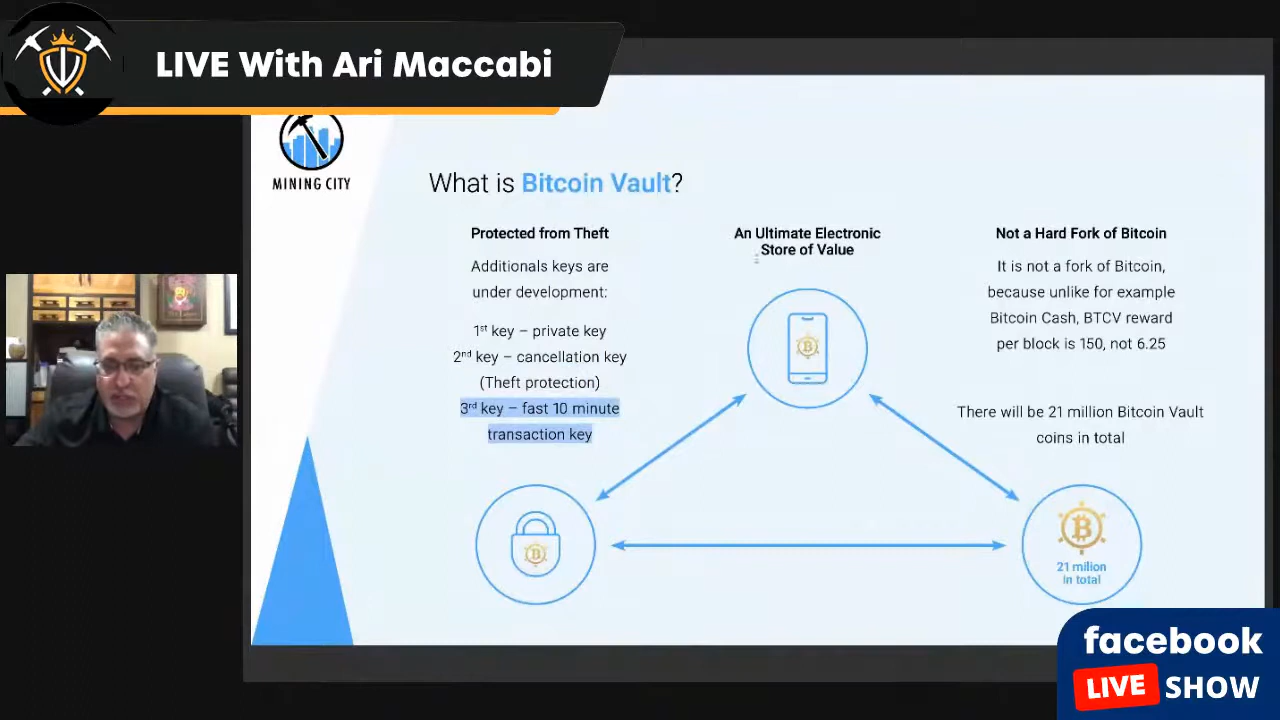 LIVE With Ari Maccabi
MINING CITY
What is Bitcoin Vault?
Protected from Theft
Additionals keys are
under development:
1st key – private key
2nd key – cancellation key
(Theft protection)
3rd key – fast 10 minute
transaction key
An Ultimate Electronic
Store of Value
Not a Hard Fork of Bitcoin
It is not a fork of Bitcoin,
because unlike for example
Bitcoin Cash, BTCV reward
per block is 150, not 6.25
There will be 21 million Bitcoin Vault
coins in total
21 milion
in total
facebook
LIVE SHOW